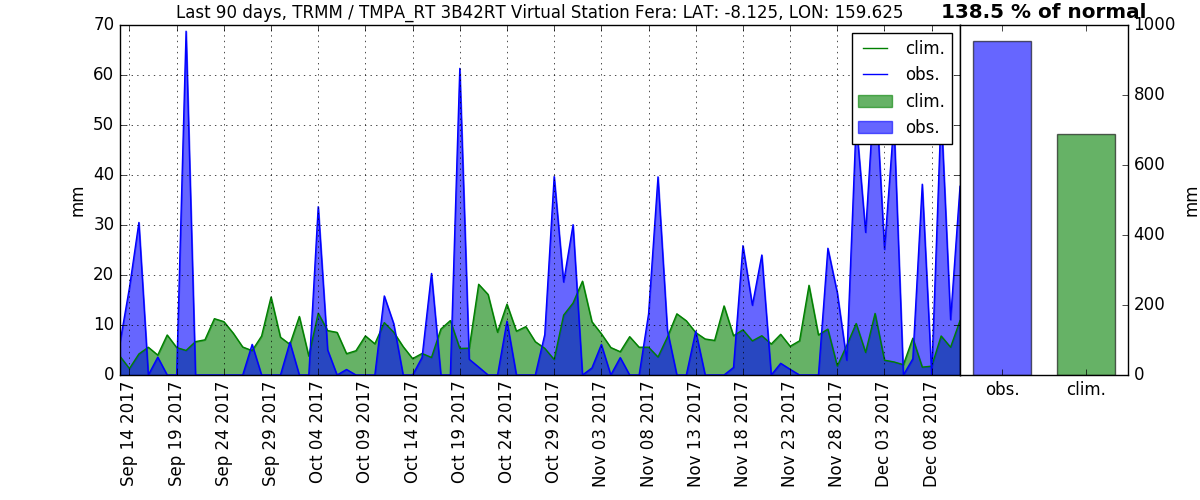 Last 90 days, TRMM / TMPA_RT 3B42RT Virtual Station Fera: LAT: -8.125, LON: 159.625
138.5 % of normal
70
60
50
40
30
20
10
0
mm
clim.
obs.
clim.
obs.
Sep 14 2017
Sep 19 2017
Sep 24 2017
Sep 29 2017
Oct 04 2017
Oct 09 2017
Oct 14 2017
Oct 19 2017
Oct 24 2017
Oct 29 2017
Nov 03 2017
Nov 08 2017
Nov 13 2017
Nov 18 2017
Nov 23 2017
Nov 28 2017
Dec 03 2017
Dec 08 2017
1000
800
600
400
200
0
mm
obs.
clim.